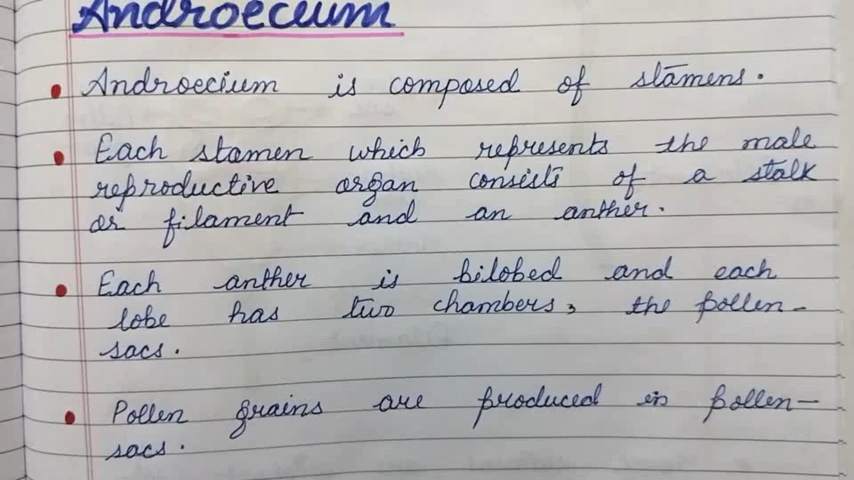 Androecium
Androecium is composed of stamens.
Each stamen which represents the male
reproductive organ consists of a stalk
or filament and an anther.
Each anther is bilobed and each
lobe has two chambers, the pollen-
sacs.
Pollen grains are produced in pollen-
sacs.